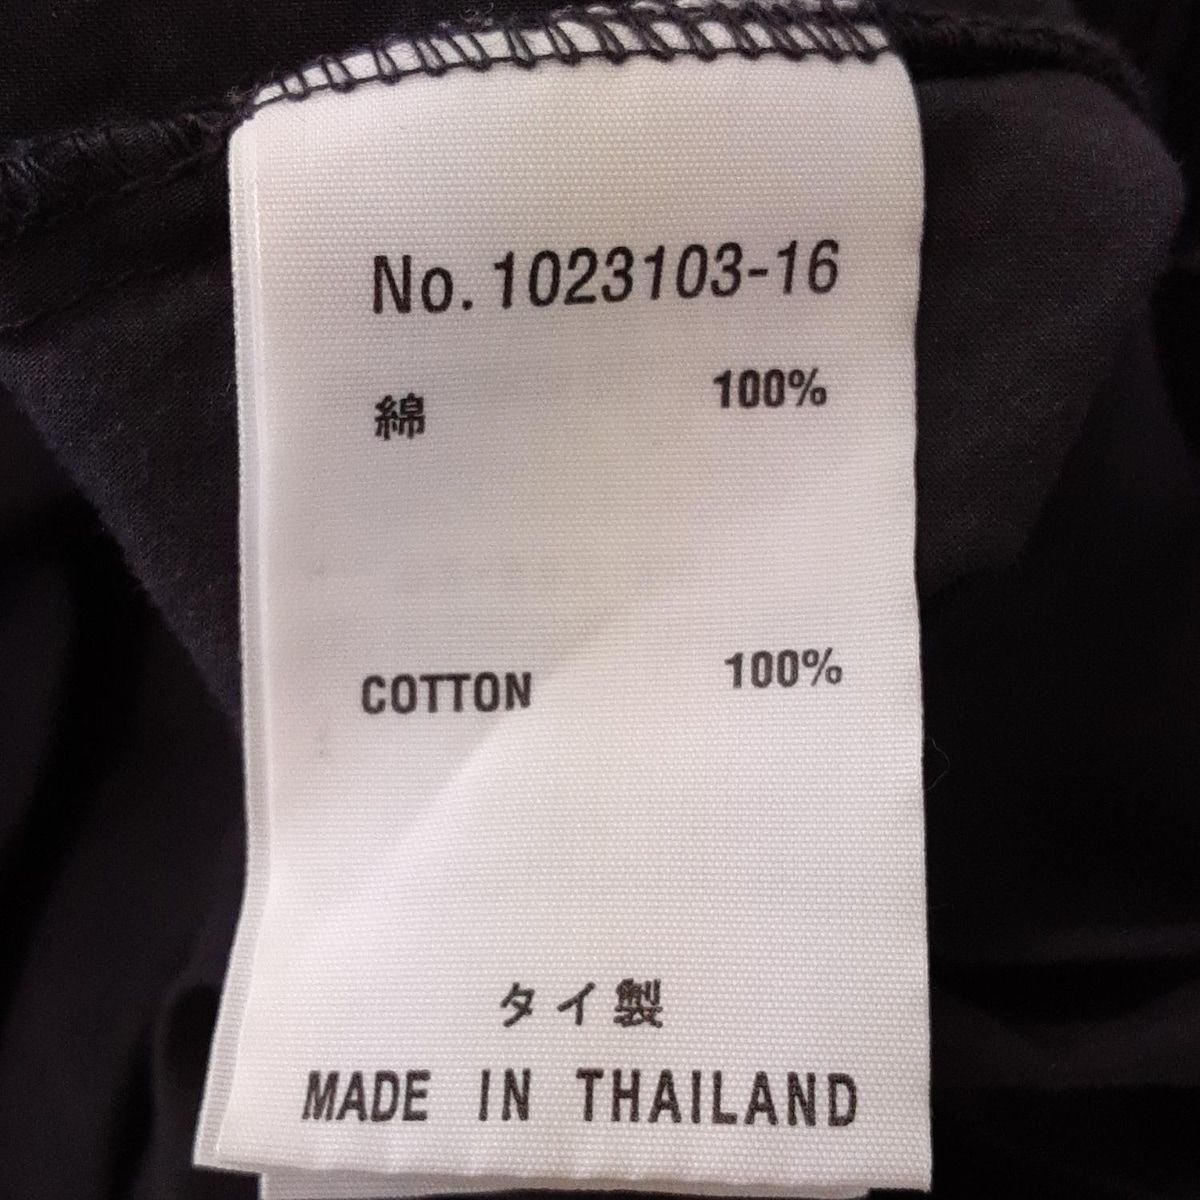 No. 1023103-16
綿 100%
COTTON 100%
タイ製
MADE IN THAILAND